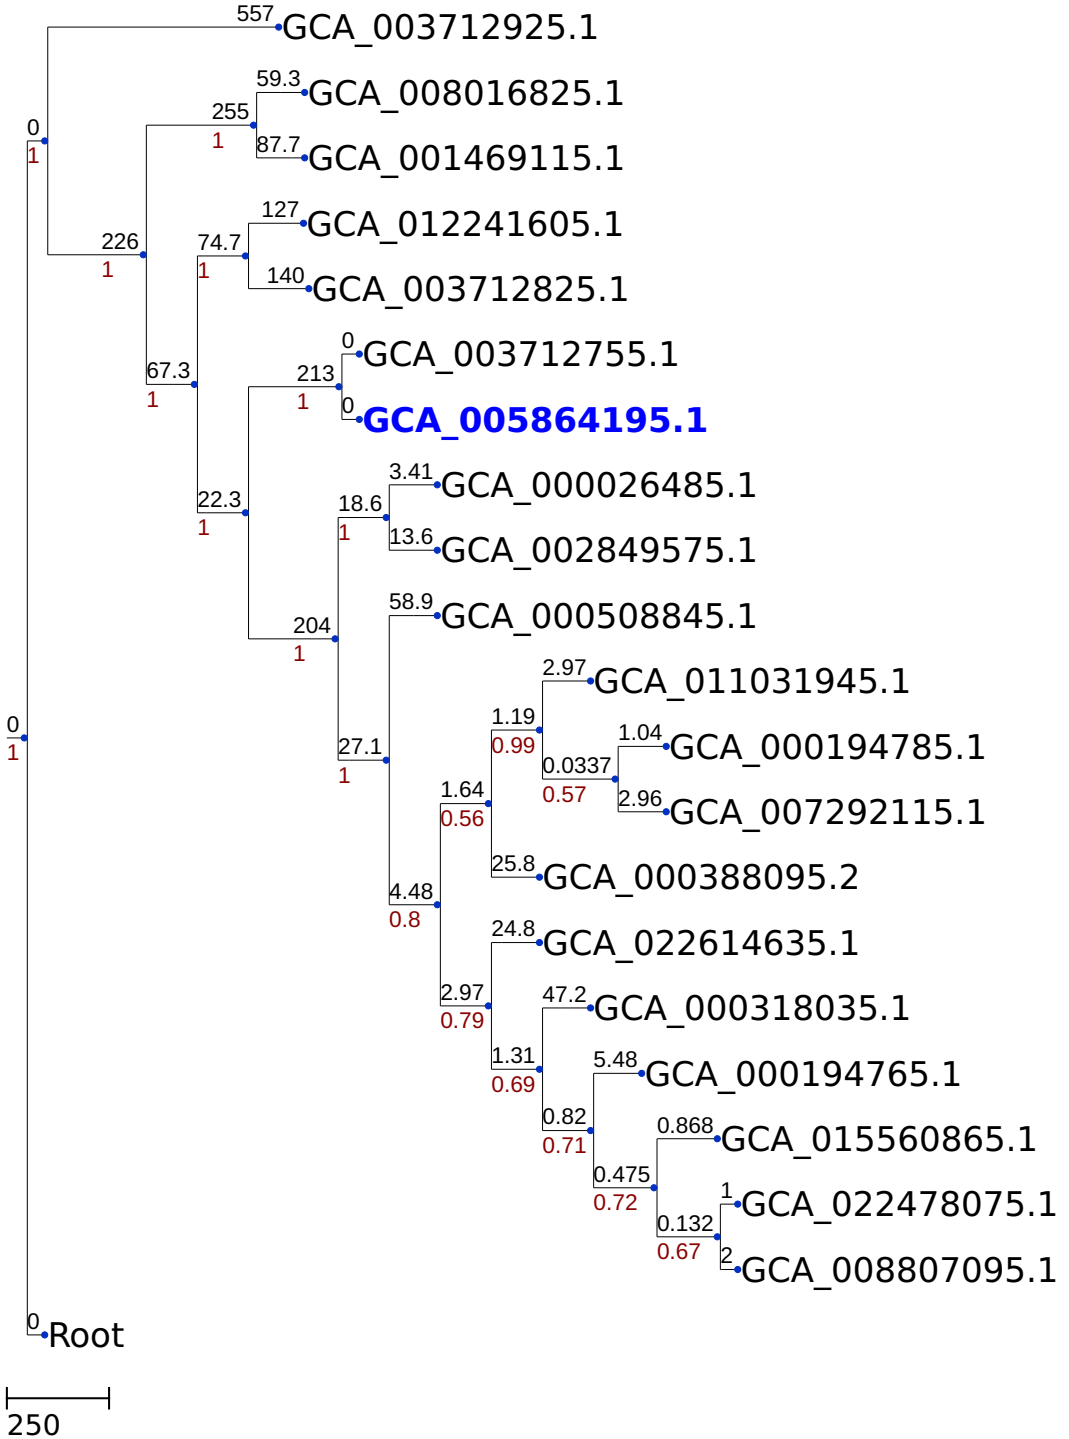 557
GCA_003712925.1
59.3
GCA_008016825.1
255
1
0
1
87.7
GCA_001469115.1
127
GCA_012241605.1
226
1
74.7
1
140
GCA_003712825.1
0
GCA_003712755.1
67.3
1
213
1
0
GCA_005864195.1
3.41
GCA_000026485.1
22.3
1
18.6
1
13.6
GCA_002849575.1
58.9
GCA_000508845.1
204
1
2.97
GCA_011031945.1
1.19
0.99
0
1
27.1
1
1.04
GCA_000194785.1
0.0337
0.57
1.64
0.56
2.96
GCA_007292115.1
25.8
GCA_000388095.2
4.48
0.8
24.8
GCA_022614635.1
2.97
0.79
47.2
GCA_000318035.1
1.31
0.69
5.48
GCA_000194765.1
0.82
0.71
0.868
GCA_015560865.1
0.475
0.72
1
GCA_022478075.1
0.132
0.67
2
GCA_008807095.1
0
Root
250